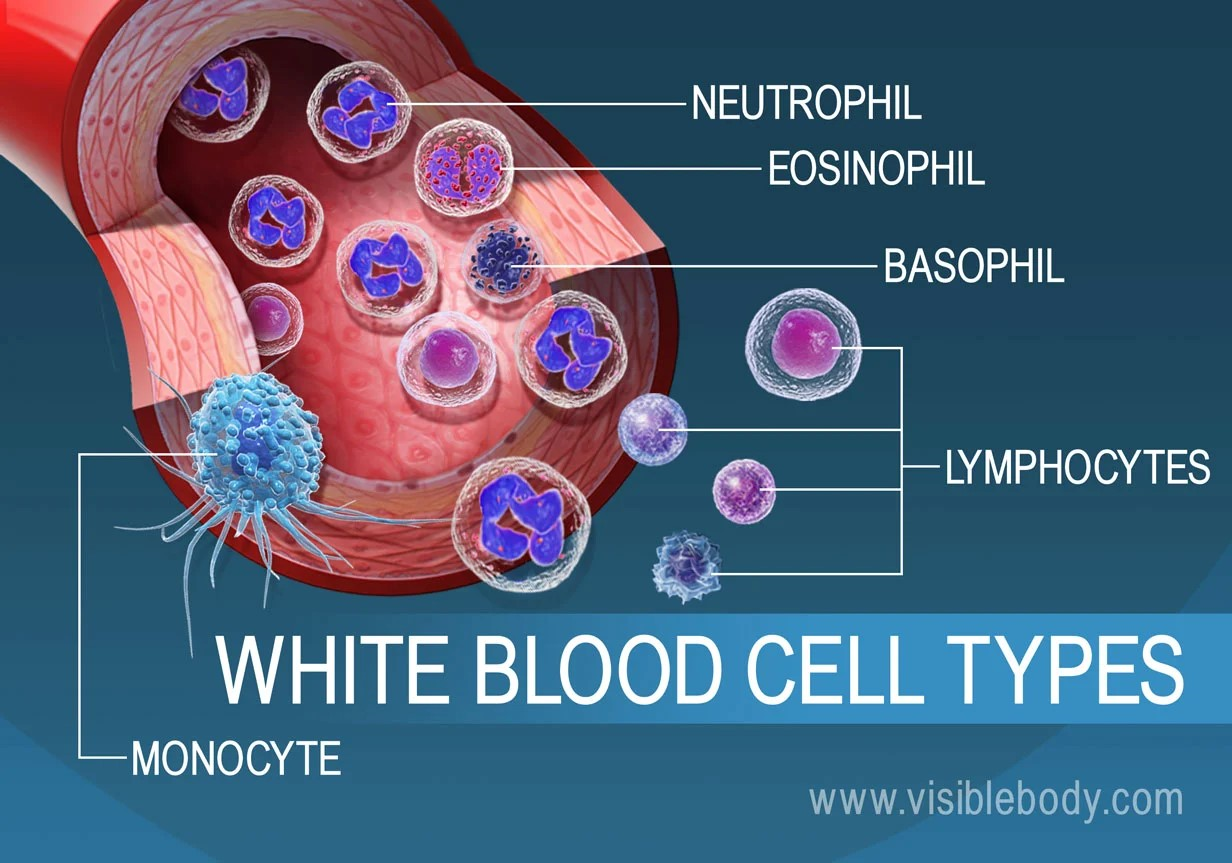 NEUTROPHIL
EOSINOPHIL
BASOPHIL
LYMPHOCYTES
WHITE BLOOD CELL TYPES
MONOCYTE
www.visiblebody.com